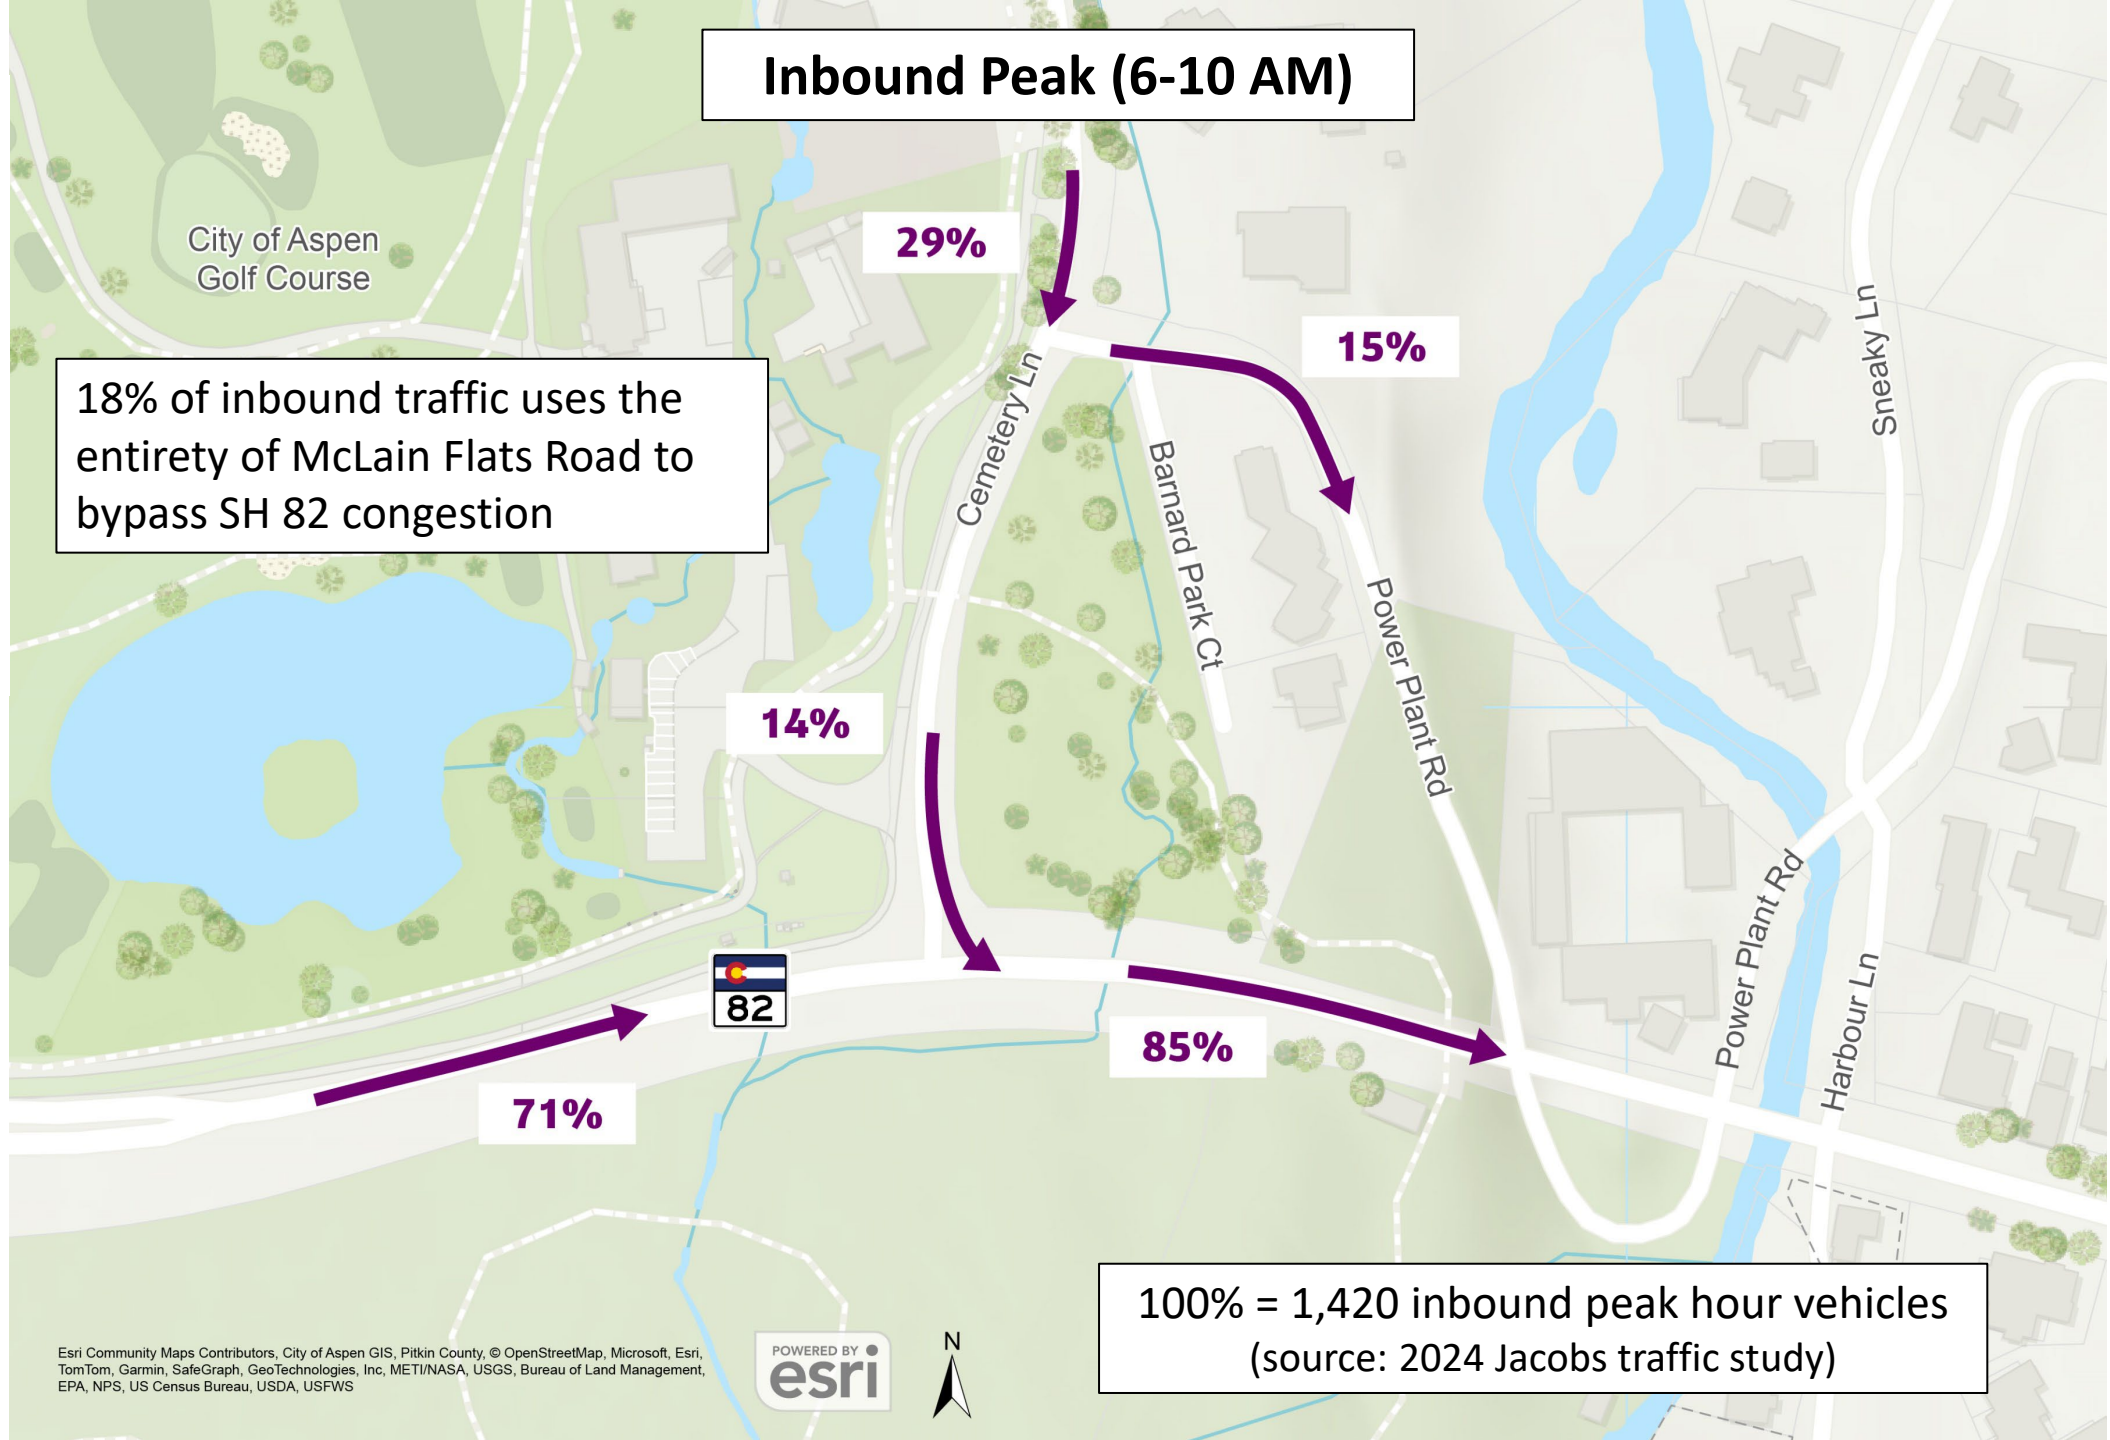 Inbound Peak (6-10 AM)
City of Aspen
Golf Course
29%
15%
18% of inbound traffic uses the
entirety of McLain Flats Road to
bypass SH 82 congestion
Sneaky Ln
Cemetery Ln
Barnard Park Ct
Power Plant Rd
14%
Power Plant Rd
Harbour Ln
82
85%
71%
100% = 1,420 inbound peak hour vehicles
(source: 2024 Jacobs traffic study)
Esri Community Maps Contributors, City of Aspen GIS, Pitkin County, © OpenStreetMap, Microsoft, Esri,
TomTom, Garmin, SafeGraph, GeoTechnologies, Inc, METI/NASA, USGS, Bureau of Land Management,
EPA, NPS, US Census Bureau, USDA, USFWS
POWERED BY
esri
N